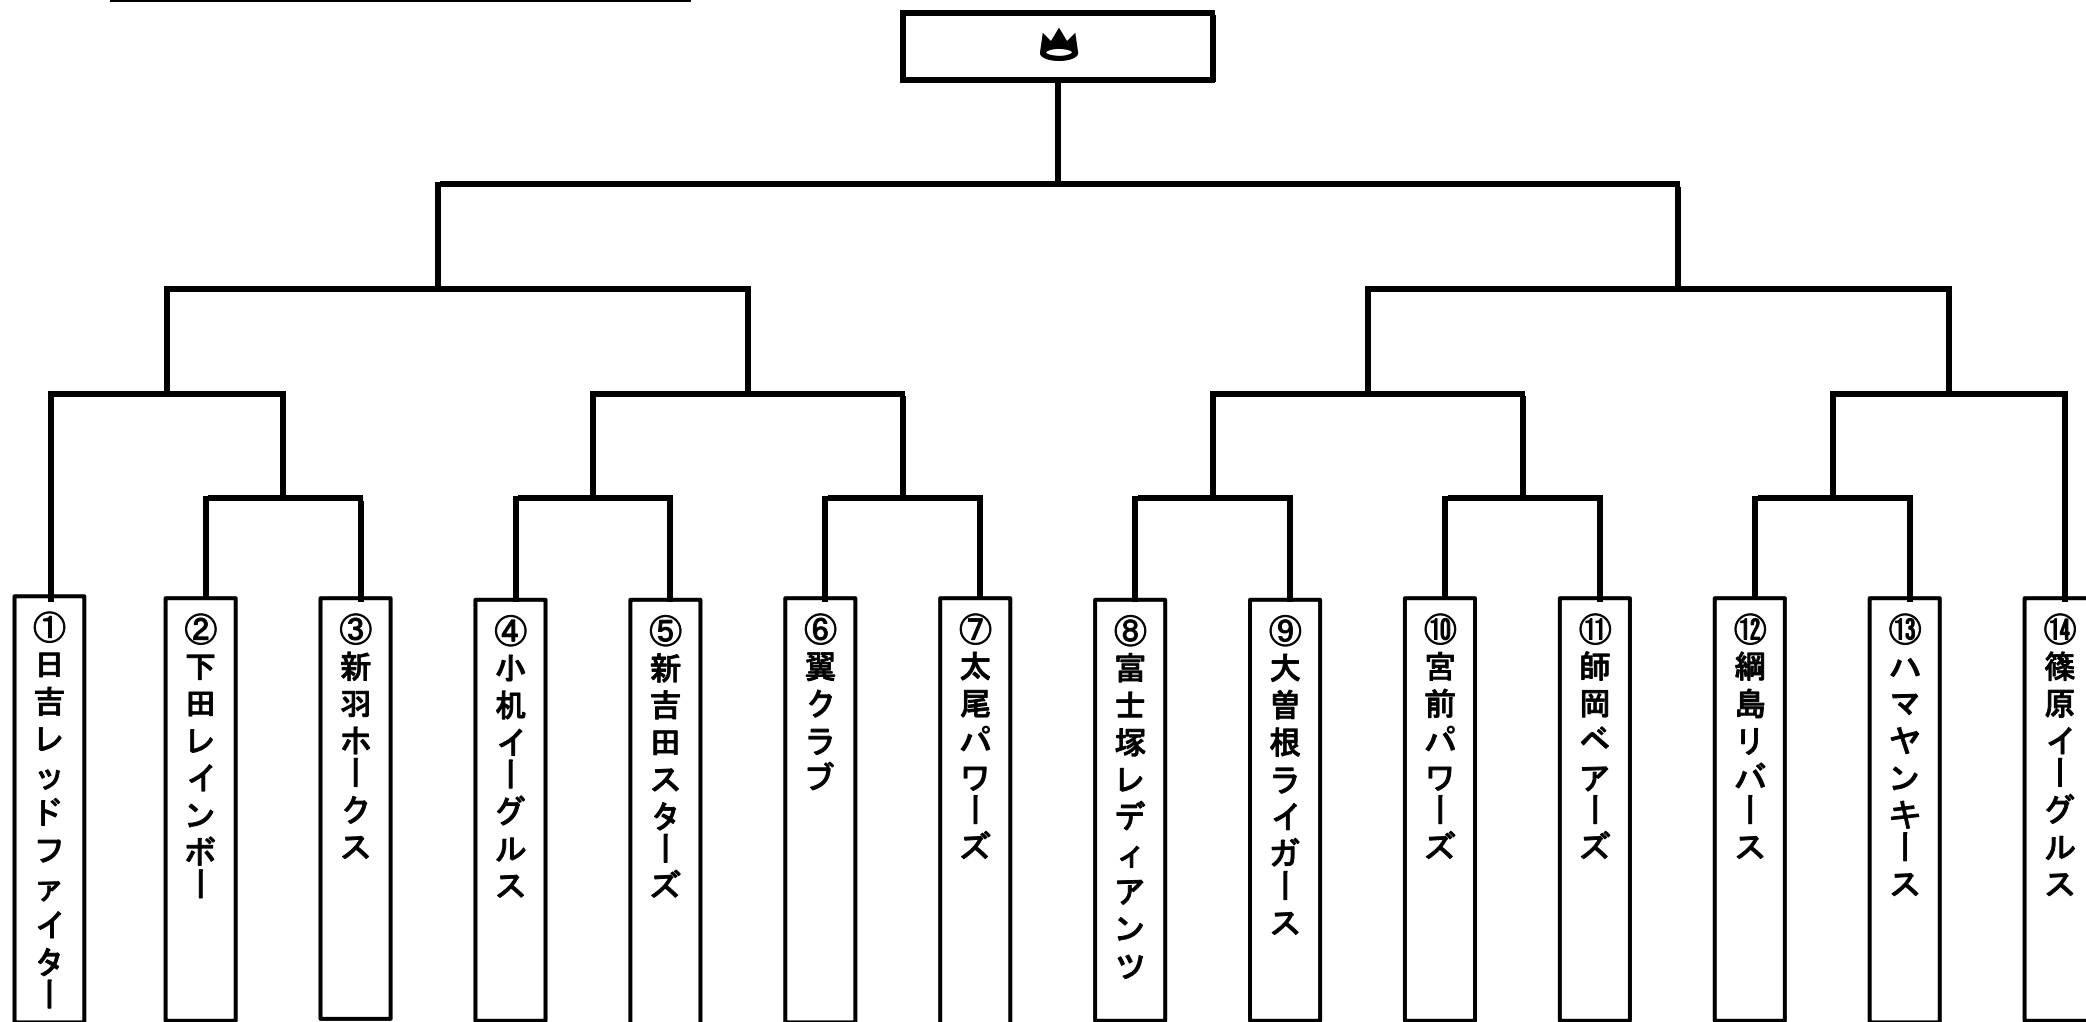 ①日吉レッドファイター
②下田レインボー
③新羽ホークス
④小机イーグルス
⑤新吉田スターズ
⑥翼クラブ
⑦太尾パワーズ
⑧富士塚レディアンツ
⑨大曽根ライガース
⑩宮前パワーズ
⑪師岡ベアーズ
⑫綱島リバース
⑬ハマヤンキース
⑭篠原イーグルス